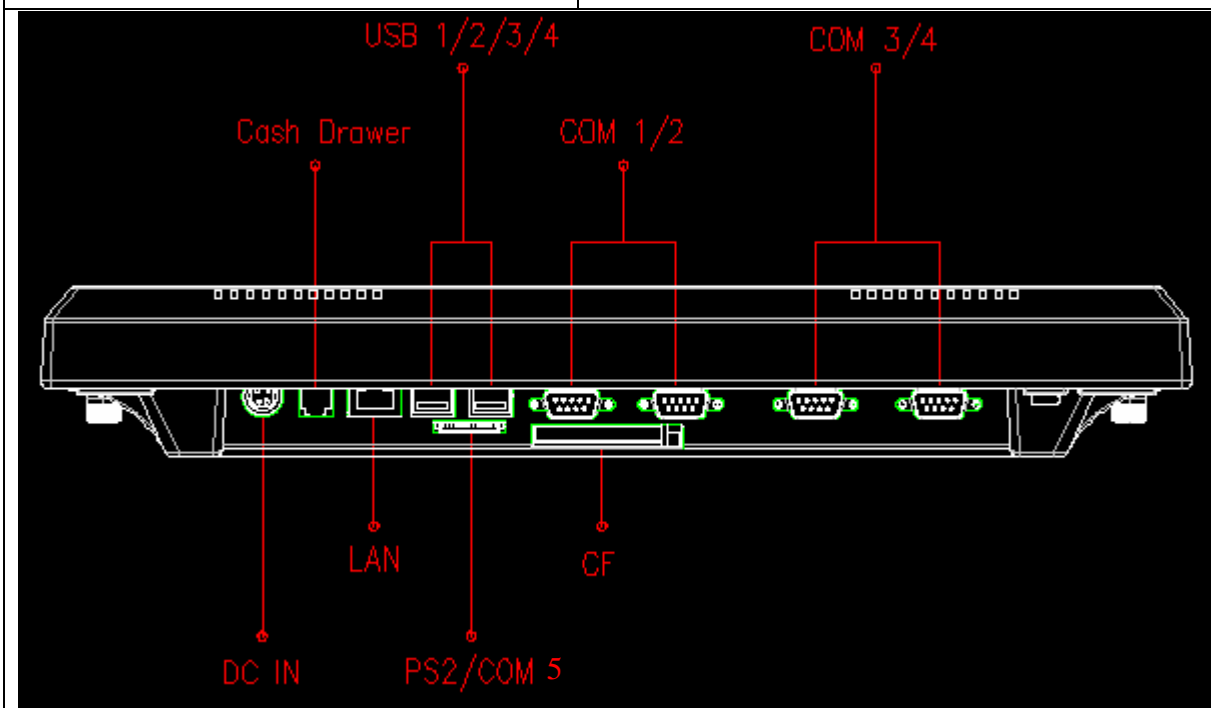 USB 1/2/3/4
COM 3/4
Cash Drawer
COM 1/2
LAN
CF
DC IN
PS2/COM 5